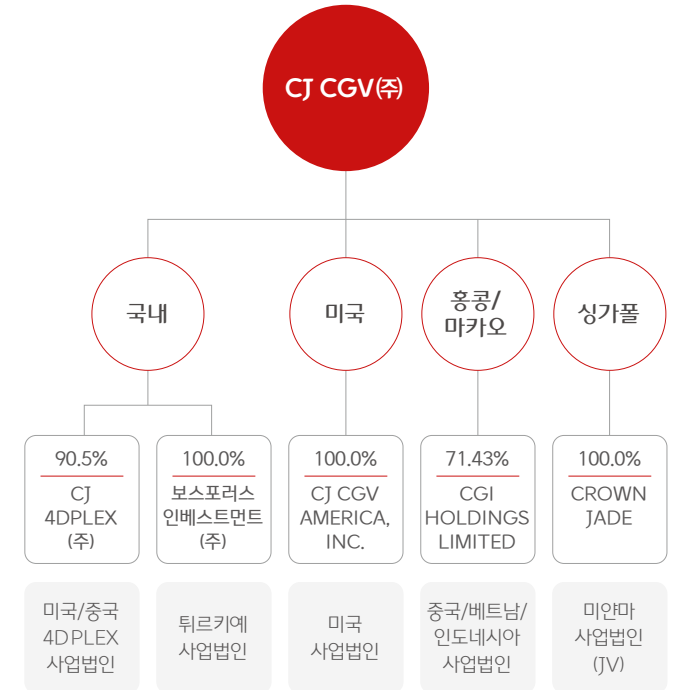 CJ CGV㈜
국내
미국
홍콩/
마카오
싱가폴
90.5%
CJ
4DPLEX
(주)
100.0%
보스포러스
인베스트먼트
(주)
100.0%
CJ CGV
AMERICA,
INC.
71.43%
CGI
HOLDINGS
LIMITED
100.0%
CROWN
JADE
미국/중국
4DPLEX
사업법인
튀르키예
사업법인
미국
사업법인
중국/베트남/
인도네시아
사업법인
미얀마
사업법인
(JV)